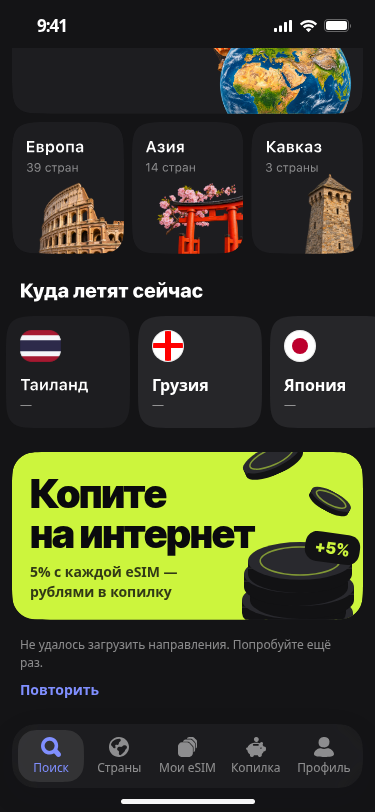 9:41
Европа
39 стран
Азия
14 стран
Кавказ
3 страны
Куда летят сейчас
Таиланд
—
Грузия
—
Япония
—
Копите
на интернет
+5%
5% с каждой eSIM —
рублями в копилку
Не удалось загрузить направления. Попробуйте ещё
раз.
Повторить
Поиск
Страны
Мои eSIM
Копилка
Профиль